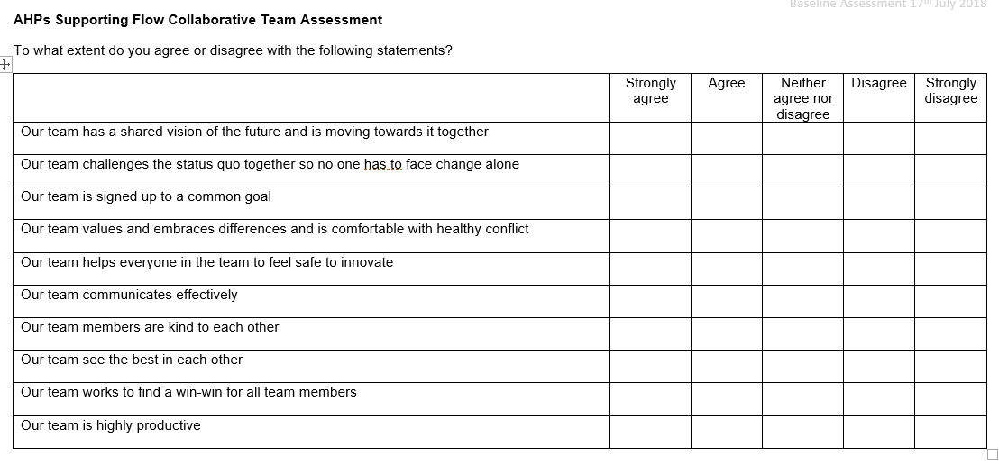 Baseline Assessment 17th July 2018
AHPs Supporting Flow Collaborative Team Assessment
To what extent do you agree or disagree with the following statements?
Strongly agree
Agree
Neither agree nor disagree
Disagree
Strongly disagree
Our team has a shared vision of the future and is moving towards it together
Our team challenges the status quo together so no one has to face change alone
Our team is signed up to a common goal
Our team values and embraces differences and is comfortable with healthy conflict
Our team helps everyone in the team to feel safe to innovate
Our team communicates effectively
Our team members are kind to each other
Our team see the best in each other
Our team works to find a win-win for all team members
Our team is highly productive